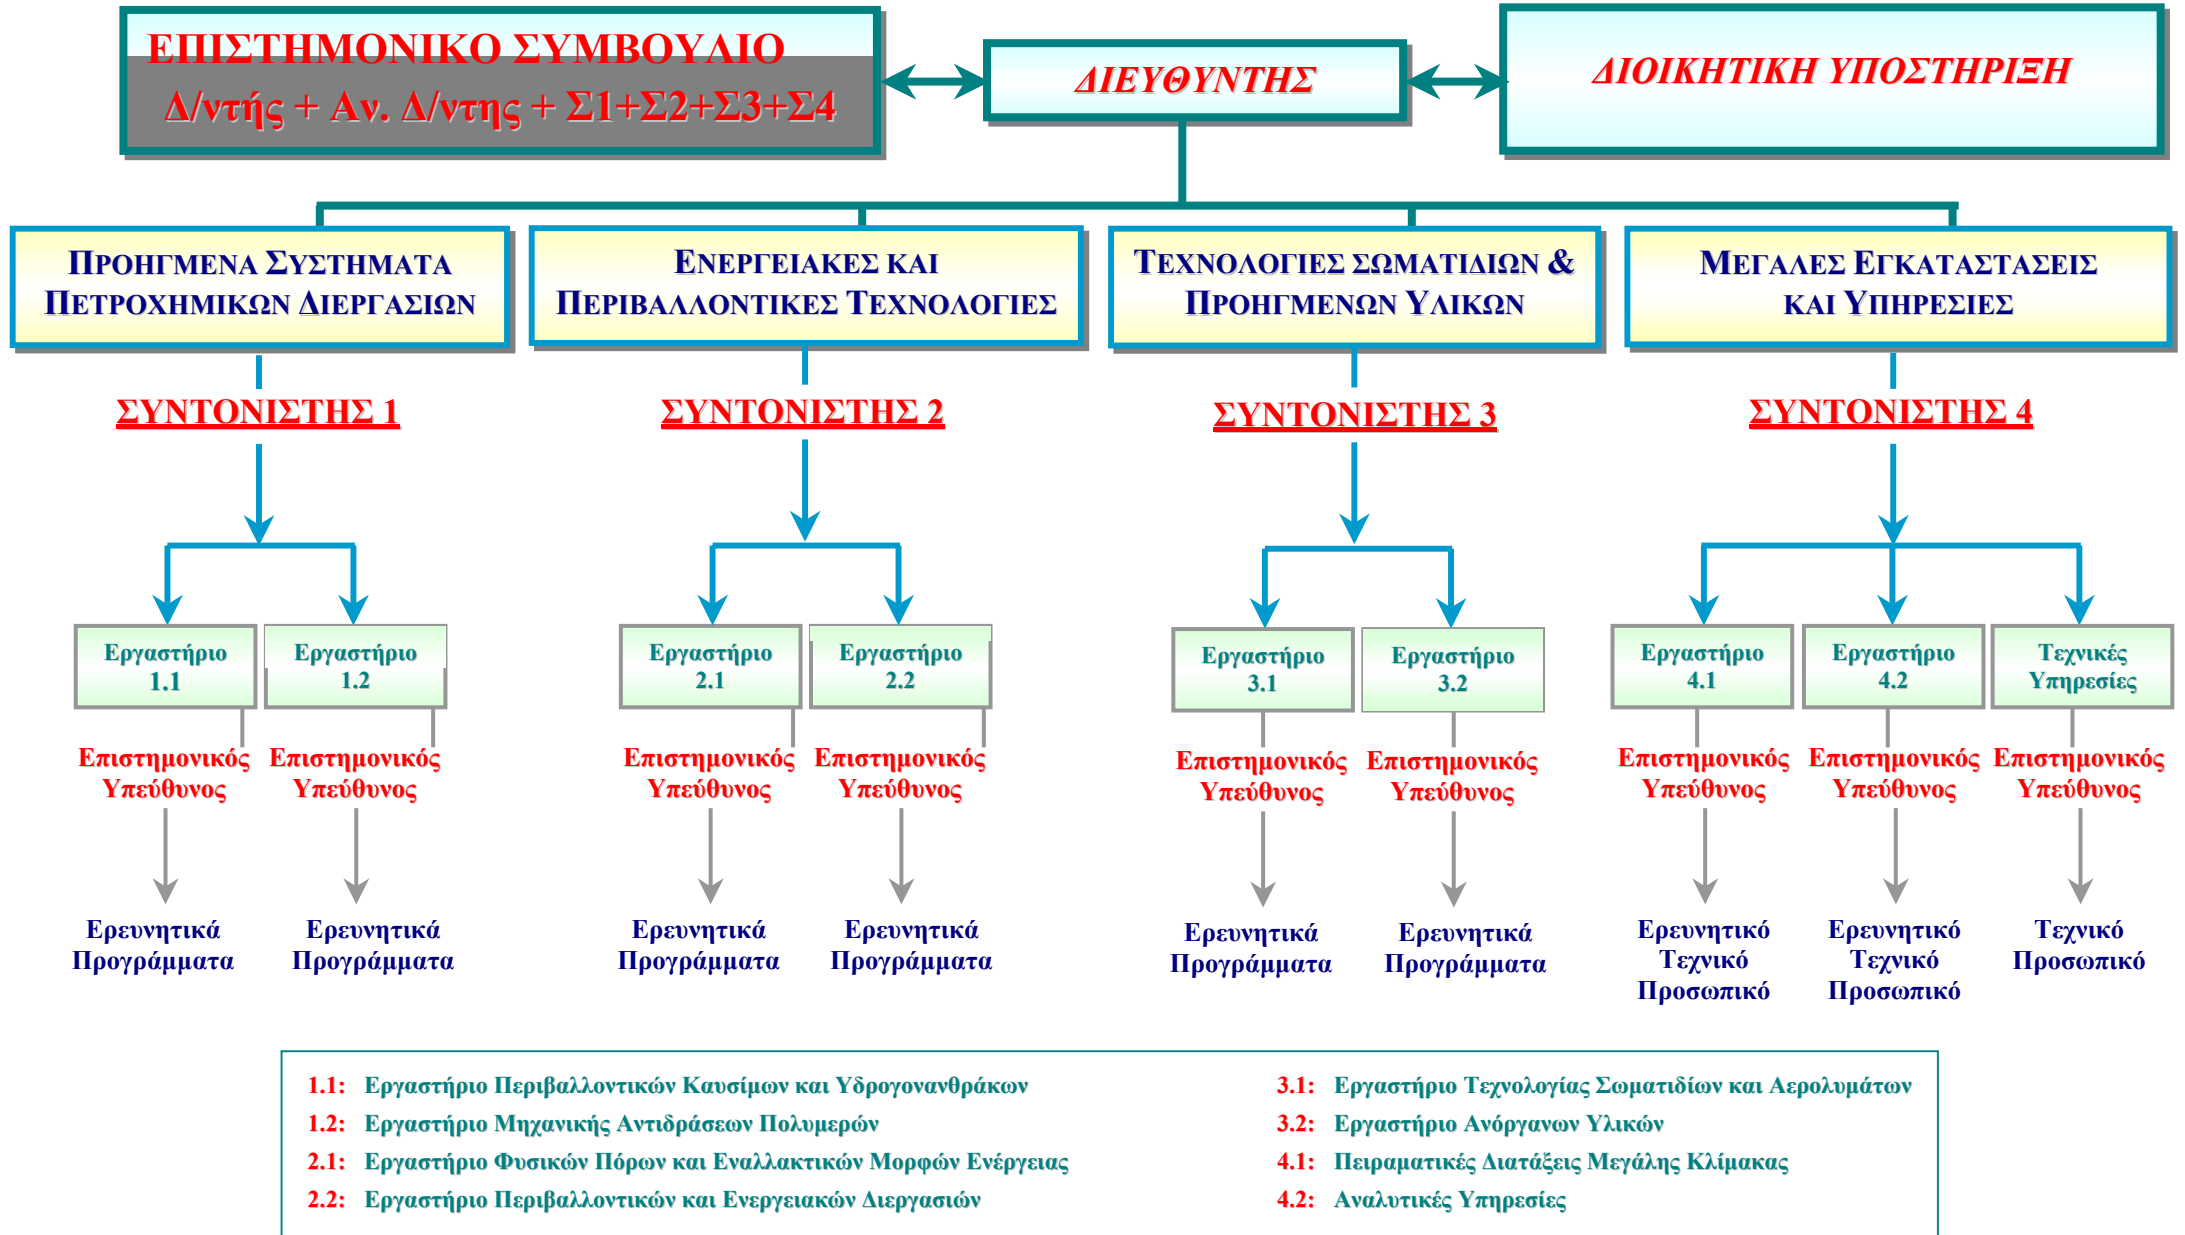 ΕΠΙΣΤΗΜΟΝΙΚΟ ΣΥΜΒΟΥΛΙΟ
Δ/ντής + Αν. Δ/ντης + Σ1+Σ2+Σ3+Σ4
ΔΙΕΥΘΥΝΤΗΣ
ΔΙΟΙΚΗΤΙΚΗ ΥΠΟΣΤΗΡΙΞΗ
ΠΡΟΗΓΜΕΝΑ ΣΥΣΤΗΜΑΤΑ
ΠΕΤΡΟΧΗΜΙΚΩΝ ΔΙΕΡΓΑΣΙΩΝ
ΕΝΕΡΓΕΙΑΚΕΣ ΚΑΙ
ΠΕΡΙΒΑΛΛΟΝΤΙΚΕΣ ΤΕΧΝΟΛΟΓΙΕΣ
ΤΕΧΝΟΛΟΓΙΕΣ ΣΩΜΑΤΙΔΙΩΝ &
ΠΡΟΗΓΜΕΝΩΝ ΥΛΙΚΩΝ
ΜΕΓΑΛΕΣ ΕΓΚΑΤΑΣΤΑΣΕΙΣ
ΚΑΙ ΥΠΗΡΕΣΙΕΣ
ΣΥΝΤΟΝΙΣΤΗΣ 1
ΣΥΝΤΟΝΙΣΤΗΣ 2
ΣΥΝΤΟΝΙΣΤΗΣ 3
ΣΥΝΤΟΝΙΣΤΗΣ 4
Εργαστήριο
1.1
Εργαστήριο
1.2
Εργαστήριο
2.1
Εργαστήριο
2.2
Εργαστήριο
3.1
Εργαστήριο
3.2
Εργαστήριο
4.1
Εργαστήριο
4.2
Τεχνικές
Υπηρεσίες
Επιστημονικός
Υπεύθυνος
Επιστημονικός
Υπεύθυνος
Επιστημονικός
Υπεύθυνος
Επιστημονικός
Υπεύθυνος
Επιστημονικός
Υπεύθυνος
Επιστημονικός
Υπεύθυνος
Επιστημονικός
Υπεύθυνος
Επιστημονικός
Υπεύθυνος
Επιστημονικός
Υπεύθυνος
Ερευνητικά
Προγράμματα
Ερευνητικά
Προγράμματα
Ερευνητικά
Προγράμματα
Ερευνητικά
Προγράμματα
Ερευνητικά
Προγράμματα
Ερευνητικά
Προγράμματα
Ερευνητικό
Τεχνικό
Προσωπικό
Ερευνητικό
Τεχνικό
Προσωπικό
Τεχνικό
Προσωπικό
1.1: Εργαστήριο Περιβαλλοντικών Καυσίμων και Υδρογονανθράκων
1.2: Εργαστήριο Μηχανικής Αντιδράσεων Πολυμερών
2.1: Εργαστήριο Φυσικών Πόρων και Εναλλακτικών Μορφών Ενέργειας
2.2: Εργαστήριο Περιβαλλοντικών και Ενεργειακών Διεργασιών
3.1: Εργαστήριο Τεχνολογίας Σωματιδίων και Αερολυμάτων
3.2: Εργαστήριο Ανόργανων Υλικών
4.1: Πειραματικές Διατάξεις Μεγάλης Κλίμακας
4.2: Αναλυτικές Υπηρεσίες